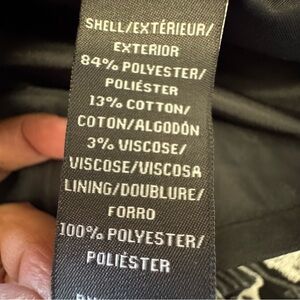 SHELL/EXTÉRIEUR/
EXTERIOR
84% POLYESTER/
POLIÉSTER
13% COTTON/
COTON/ALGODÓN
3% VISCOSE/
VISCOSE/VISCOSA
LINING/DOUBLURE/
FORRO
100% POLYESTER/
POLIÉSTER